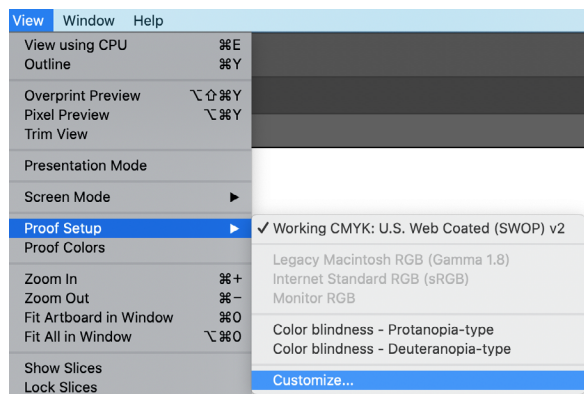 View Window Help
View using CPU ⌘E
Outline ⌘Y
Overprint Preview ⌥⇧⌘Y
Pixel Preview ⌥⌘Y
Trim View
Presentation Mode
Screen Mode ▶
Proof Setup ▶
✓ Working CMYK: U.S. Web Coated (SWOP) v2
Proof Colors
Legacy Macintosh RGB (Gamma 1.8)
Internet Standard RGB (sRGB)
Monitor RGB
Color blindness - Protanopia-type
Color blindness - Deuteranopia-type
Customize...
Zoom In ⌘+
Zoom Out ⌘−
Fit Artboard in Window ⌘0
Fit All in Window ⌥⌘0
Show Slices
Lock Slices